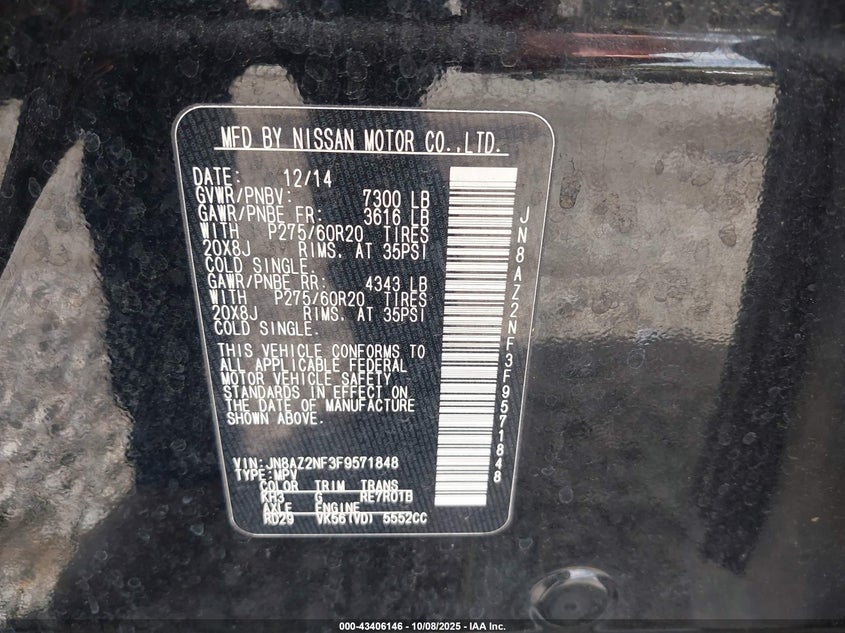 MFD BY NISSAN MOTOR CO.,LTD.
DATE: 12/14
GVWR/PNBV: 7300 LB
GAWR/PNBE FR: 3616 LB
WITH P275/60R20 TIRES
20X8J RIMS. AT 35PSI
COLD SINGLE.
GAWR/PNBE RR: 4343 LB
WITH P275/60R20 TIRES
20X8J RIMS. AT 35PSI
COLD SINGLE.
THIS VEHICLE CONFORMS TO
ALL APPLICABLE FEDERAL
MOTOR VEHICLE SAFETY
STANDARDS IN EFFECT ON
THE DATE OF MANUFACTURE
SHOWN ABOVE.
VIN:JN8AZ2NF3F9571848
TYPE:MPV
COLOR TRIM TRANS
KH3 G RE7R01B
AXLE ENGINE
RD29 VK56(VD) 5552CC
JN8AZ2NF3F9571848
000-43406146 - 10/08/2025 - IAA Inc.